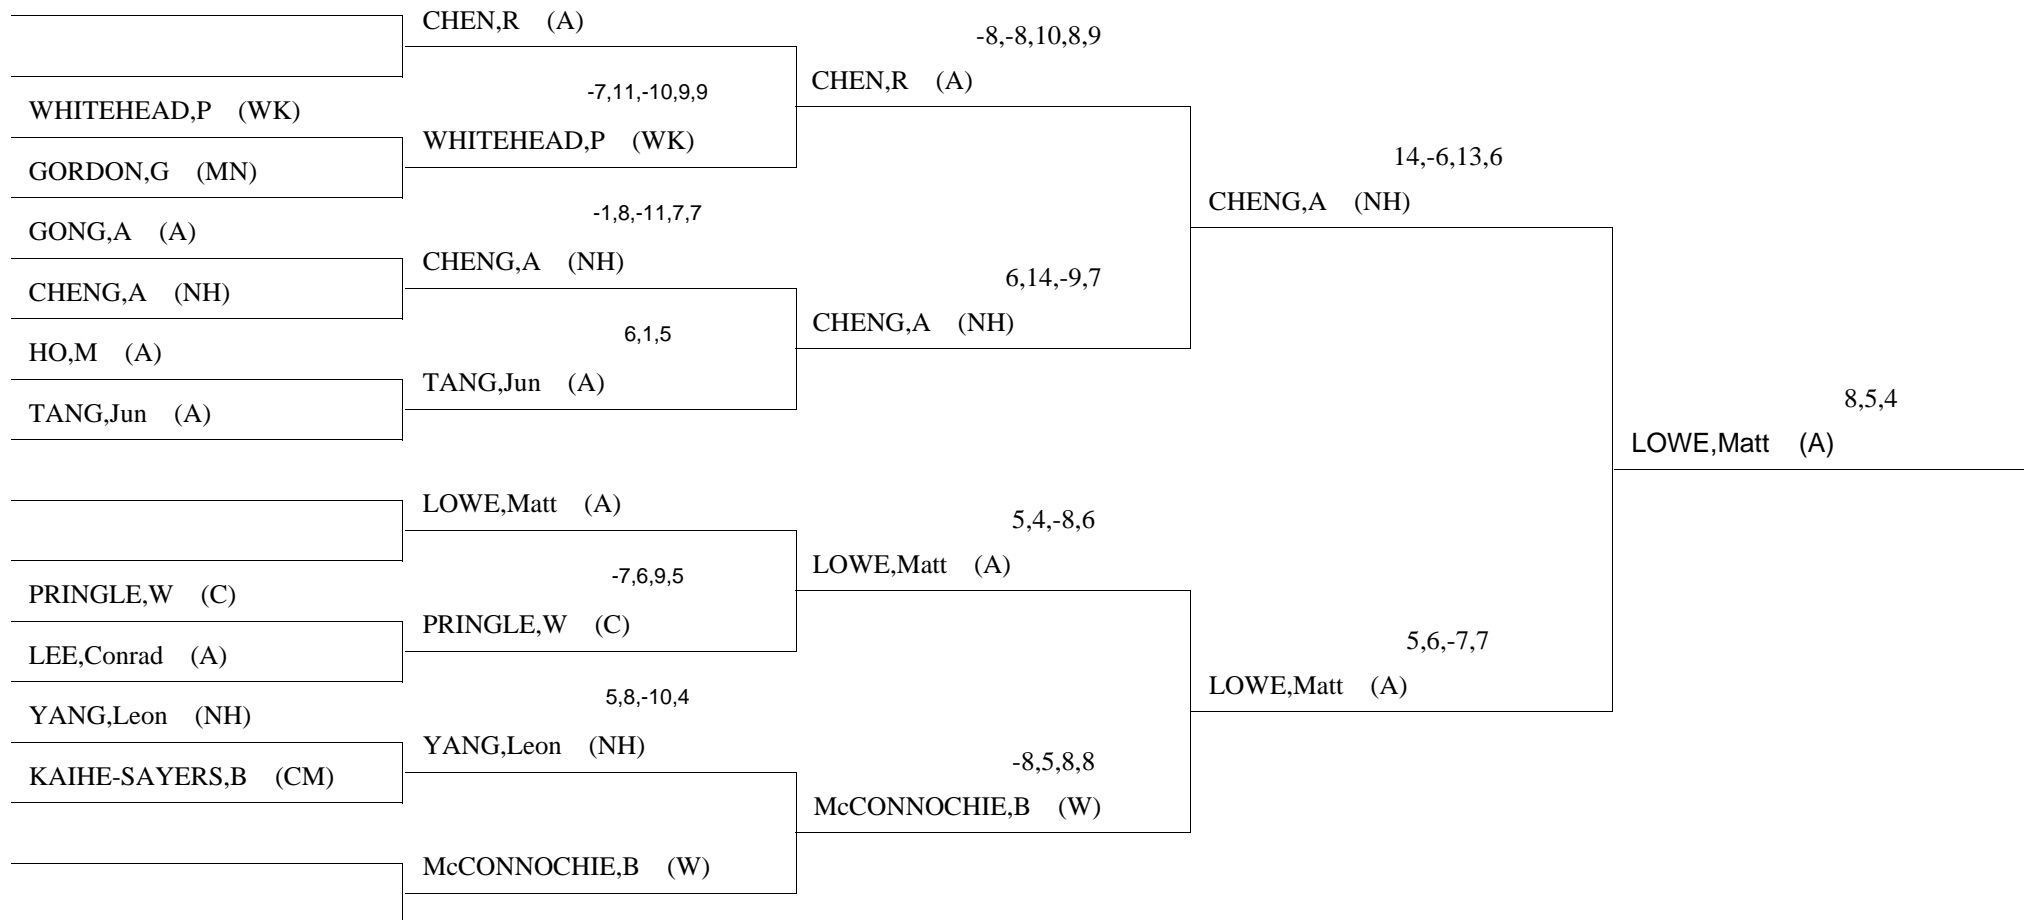 CHEN,R (A)
-8,-8,10,8,9
CHEN,R (A)
-7,11,-10,9,9
WHITEHEAD,P (WK)
WHITEHEAD,P (WK)
14,-6,13,6
GORDON,G (MN)
CHENG,A (NH)
-1,8,-11,7,7
GONG,A (A)
CHENG,A (NH)
6,14,-9,7
CHENG,A (NH)
CHENG,A (NH)
6,1,5
HO,M (A)
TANG,Jun (A)
8,5,4
TANG,Jun (A)
LOWE,Matt (A)
LOWE,Matt (A)
5,4,-8,6
LOWE,Matt (A)
-7,6,9,5
PRINGLE,W (C)
PRINGLE,W (C)
5,6,-7,7
LEE,Conrad (A)
LOWE,Matt (A)
5,8,-10,4
YANG,Leon (NH)
YANG,Leon (NH)
-8,5,8,8
KAIHE-SAYERS,B (CM)
McCONNOCHIE,B (W)
McCONNOCHIE,B (W)